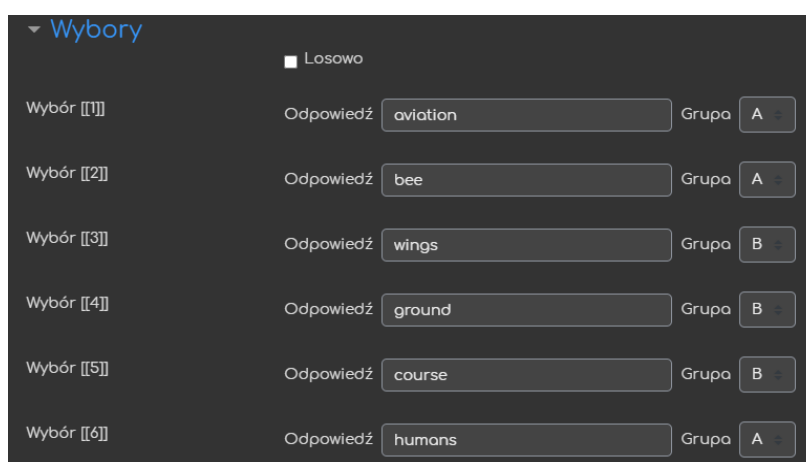 Wybory
Losowo
Wybór [[1]] Odpowiedź aviation Grupa A
Wybór [[2]] Odpowiedź bee Grupa A
Wybór [[3]] Odpowiedź wings Grupa B
Wybór [[4]] Odpowiedź ground Grupa B
Wybór [[5]] Odpowiedź course Grupa B
Wybór [[6]] Odpowiedź humans Grupa A